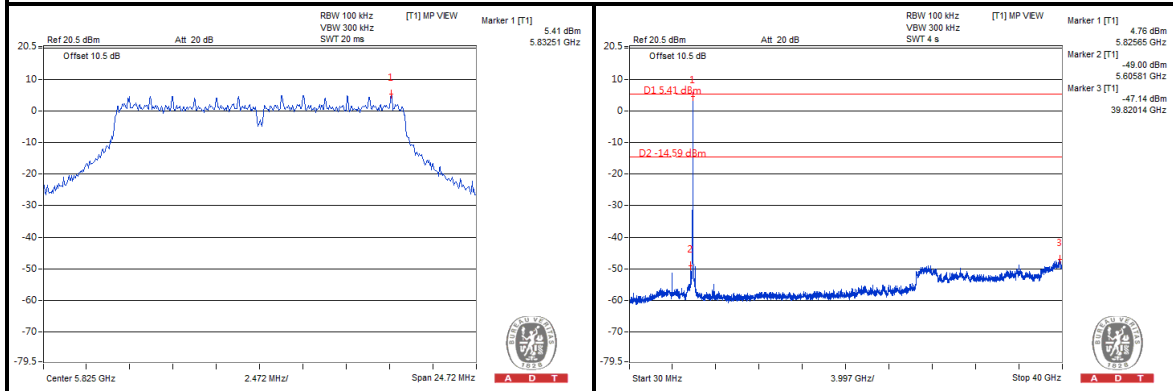 RBW 100 kHz [T1] MP VIEW
VBW 300 kHz
Ref 20.5 dBm Att 20 dB SWT 20 ms
Marker 1 [T1]
5.41 dBm
5.83251 GHz
20.5
Offset 10.5 dB
1
10
0
-10
-20
-30
-40
-50
-60
-70
-79.5
Center 5.825 GHz 2.472 MHz/ Span 24.72 MHz
BUREAU VERITAS
1828
A D T
RBW 100 kHz [T1] MP VIEW
VBW 300 kHz
Ref 20.5 dBm Att 20 dB SWT 4 s
Marker 1 [T1]
4.76 dBm
5.82565 GHz
Marker 2 [T1]
-49.00 dBm
5.60581 GHz
Marker 3 [T1]
-47.14 dBm
39.82014 GHz
20.5
Offset 10.5 dB
1
10
D1 5.41 dBm
0
-10
D2 -14.59 dBm
-20
-30
-40
2
3
-50
-60
-70
-79.5
Start 30 MHz 3.997 GHz/ Stop 40 GHz
BUREAU VERITAS
1828
A D T